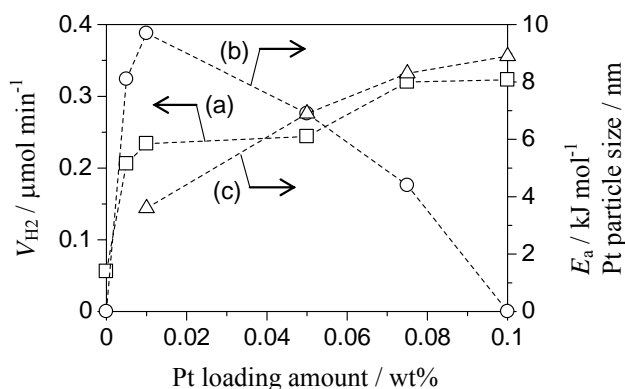 0.4
0.3
0.2
0.1
0
V_H2 / μmol min⁻¹
(a)
(b)
(c)
10
8
6
4
2
0
E_a / kJ mol⁻¹
Pt particle size / nm
0 0.02 0.04 0.06 0.08 0.1
Pt loading amount / wt%